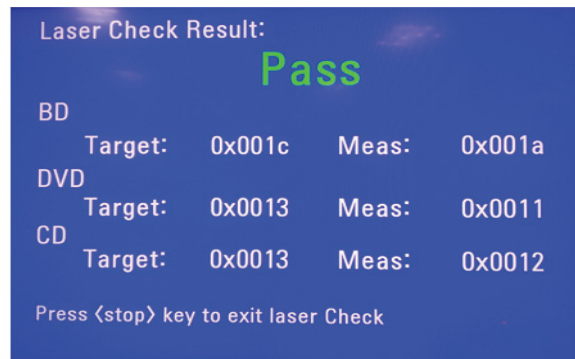 Laser Check Result:
Pass
BD
Target: 0x001c Meas: 0x001a
DVD
Target: 0x0013 Meas: 0x0011
CD
Target: 0x0013 Meas: 0x0012
Press 〈stop〉 key to exit laser Check